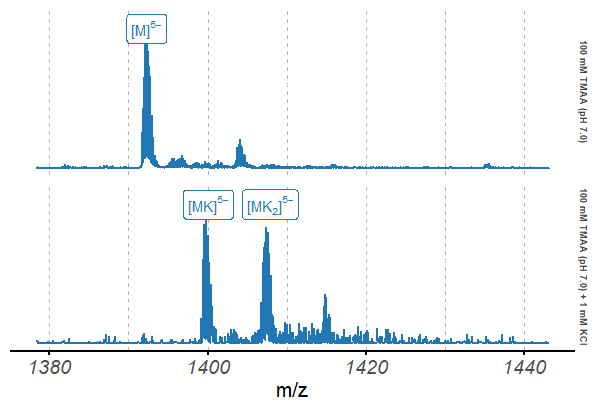 [M]⁵⁻
100 mM TMAA (pH 7.0)
[MK]⁵⁻
[MK₂]⁵⁻
100 mM TMAA (pH 7.0) + 1 mM KCl
1380
1400
1420
1440
m/z